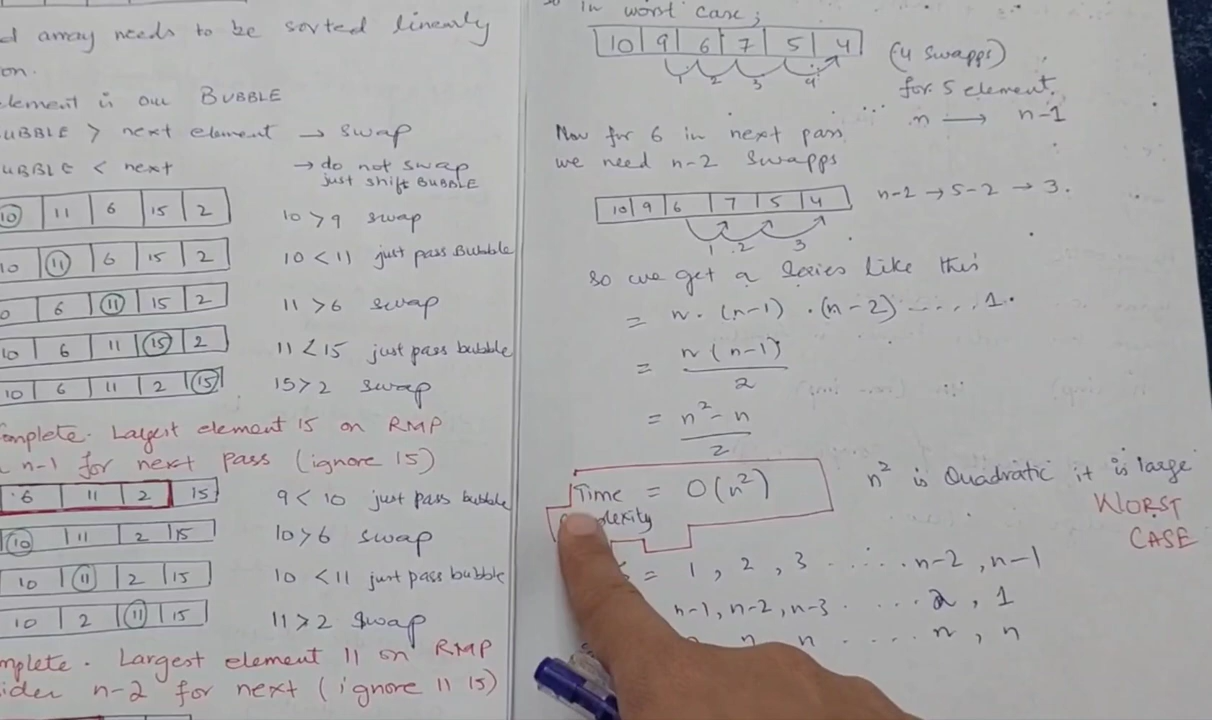 d array needs to be sorted linearly
on.
element is our BUBBLE
UBBLE > next element → swap
UBBLE < next → do not swap
just shift BUBBLE
10 11 6 15 2 10 > 9 swap
10 11 6 15 2 10 < 11 just pass Bubble
0 6 11 15 2 11 > 6 swap
10 6 11 15 2 11 < 15 just pass bubble
10 6 11 2 15 15 > 2 swap
omplete. Largest element 15 on RMP
n-1 for next pass (ignore 15)
6 11 2 15 9 < 10 just pass bubble
10 11 2 15 10 > 6 swap
10 11 2 15 10 < 11 just pass bubble
10 2 11 15 11 > 2 swap
mplete. Largest element 11 on RMP
ider n-2 for next (ignore 11 15)
so in worst case;
10 9 6 7 5 4 (4 swapps)
1 2 3 4 for 5 element.
n → n-1
Now for 6 in next pass
we need n-2 swapps
10 9 6 7 5 4 n-2 → 5-2 → 3.
1 2 3
so we get a series like this
= n. (n-1) . (n-2) ..... 1.
= n (n-1)
2
= n² - n
2
Time = O(n²) n² is Quadratic it is large
plexity WORST
CASE
= 1, 2, 3 ..... n-2, n-1
n-1, n-2, n-3 ..... 2, 1
n n ..... n, n